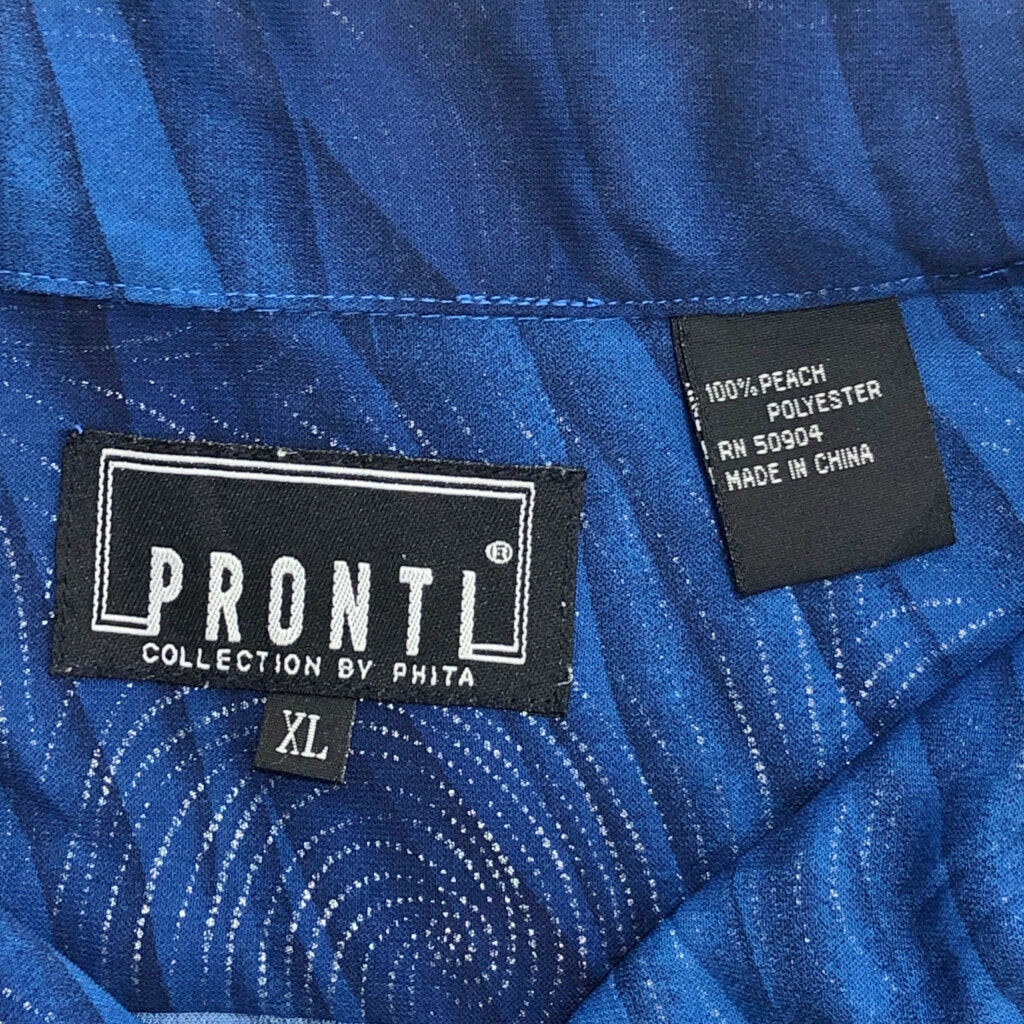 PRONTI®
COLLECTION BY PHITA
XL
100% PEACH
POLYESTER
RN 50904
MADE IN CHINA